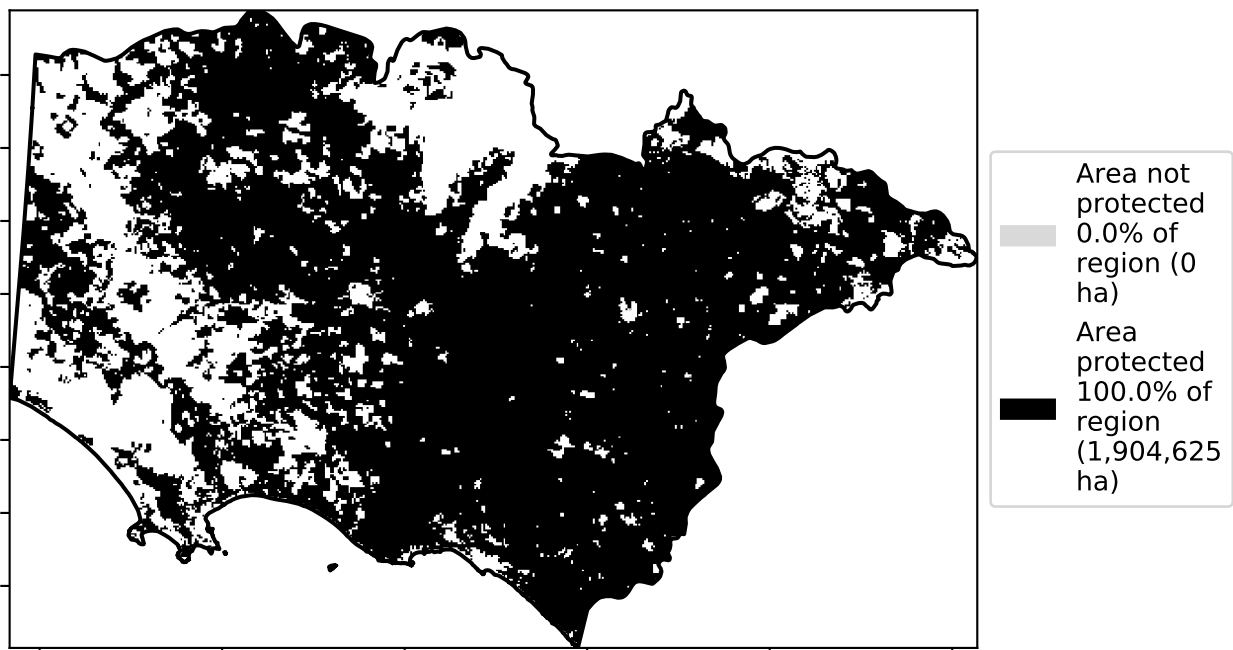 Area not
protected
0.0% of
region (0
ha)
Area
protected
100.0% of
region
(1,904,625
ha)